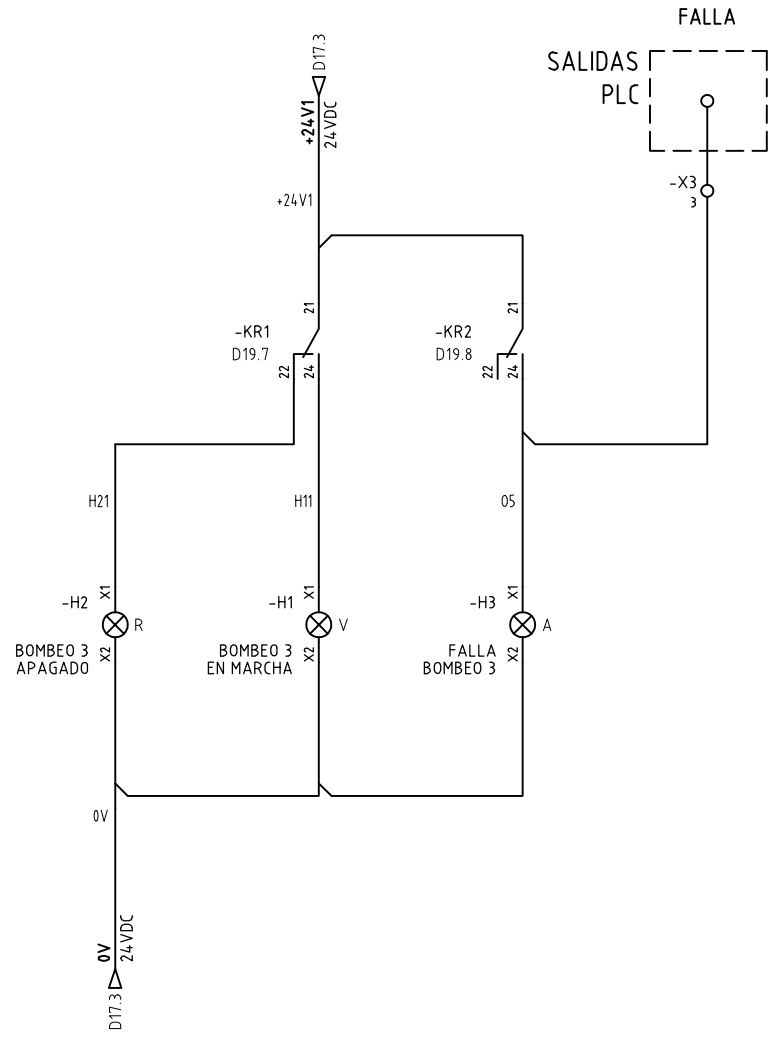 FALLA
SALIDAS
PLC
D17.3
+24V1
24VDC
-X3
3
+24V1
21
21
-KR1
D19.7
22
24
-KR2
D19.8
22
24
H21
H11
05
-H2
X1
R
X2
BOMBEO 3
APAGADO
-H1
X1
V
X2
BOMBEO 3
EN MARCHA
-H3
X1
A
X2
FALLA
BOMBEO 3
0V
0V
24VDC
D17.3